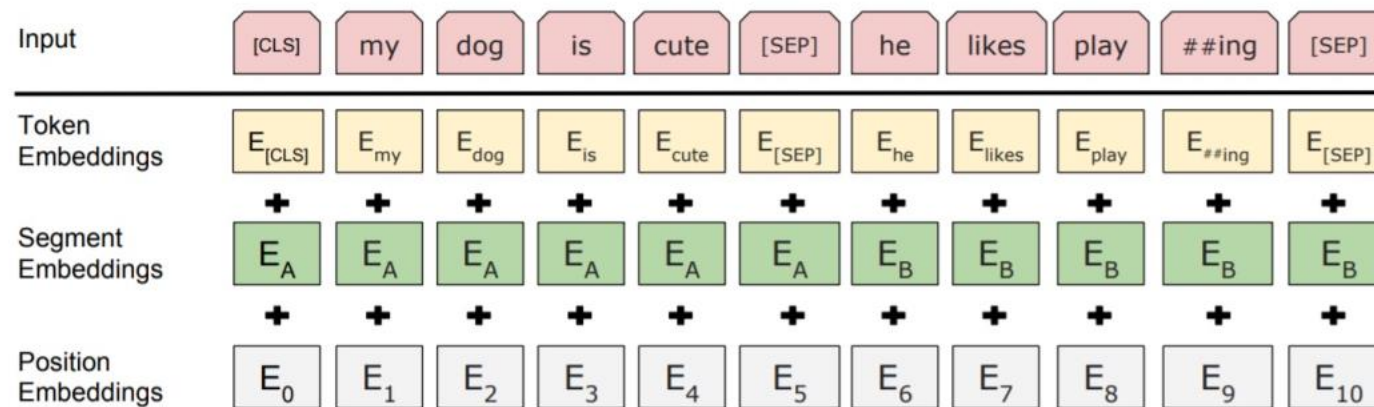 Input [CLS] my dog is cute [SEP] he likes play ##ing [SEP]
Token
Embeddings
E[CLS] Emy Edog Eis Ecute E[SEP] Ehe Elikes Eplay E##ing E[SEP]
+ + + + + + + + + + +
Segment
Embeddings
EA EA EA EA EA EA EB EB EB EB EB
+ + + + + + + + + + +
Position
Embeddings
E0 E1 E2 E3 E4 E5 E6 E7 E8 E9 E10